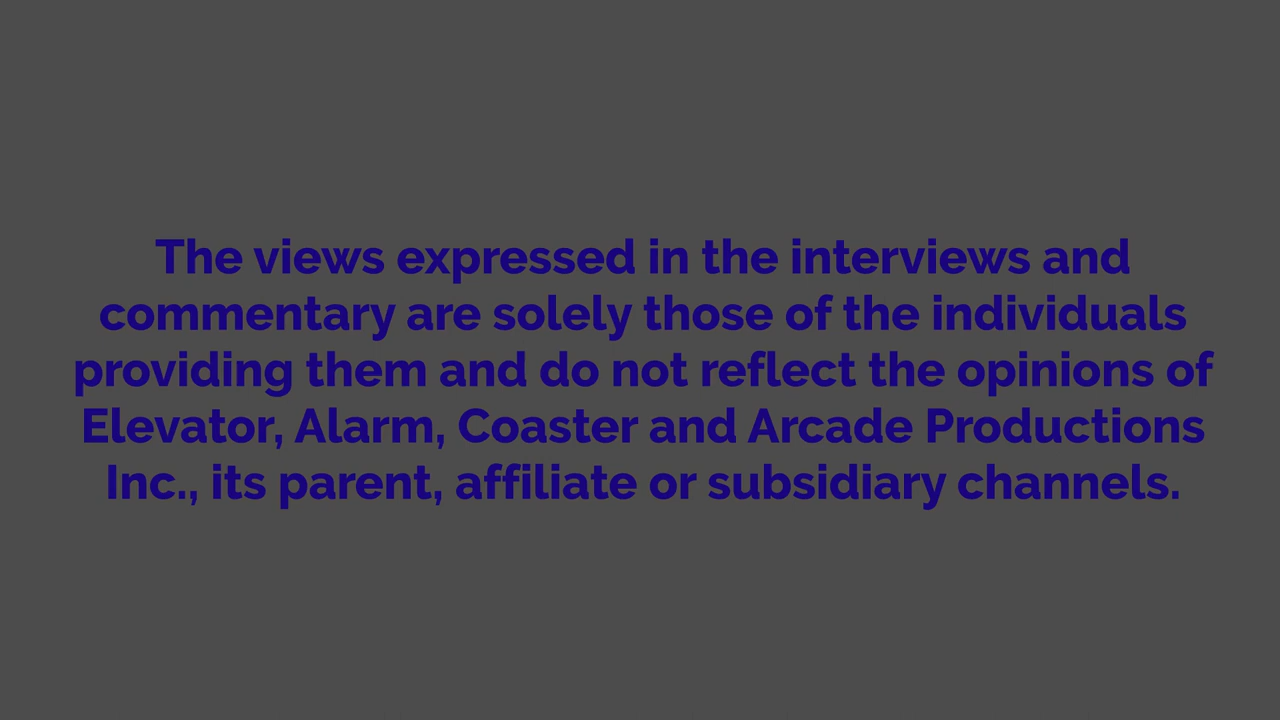 The views expressed in the interviews and
commentary are solely those of the individuals
providing them and do not reflect the opinions of
Elevator, Alarm, Coaster and Arcade Productions
Inc., its parent, affiliate or subsidiary channels.